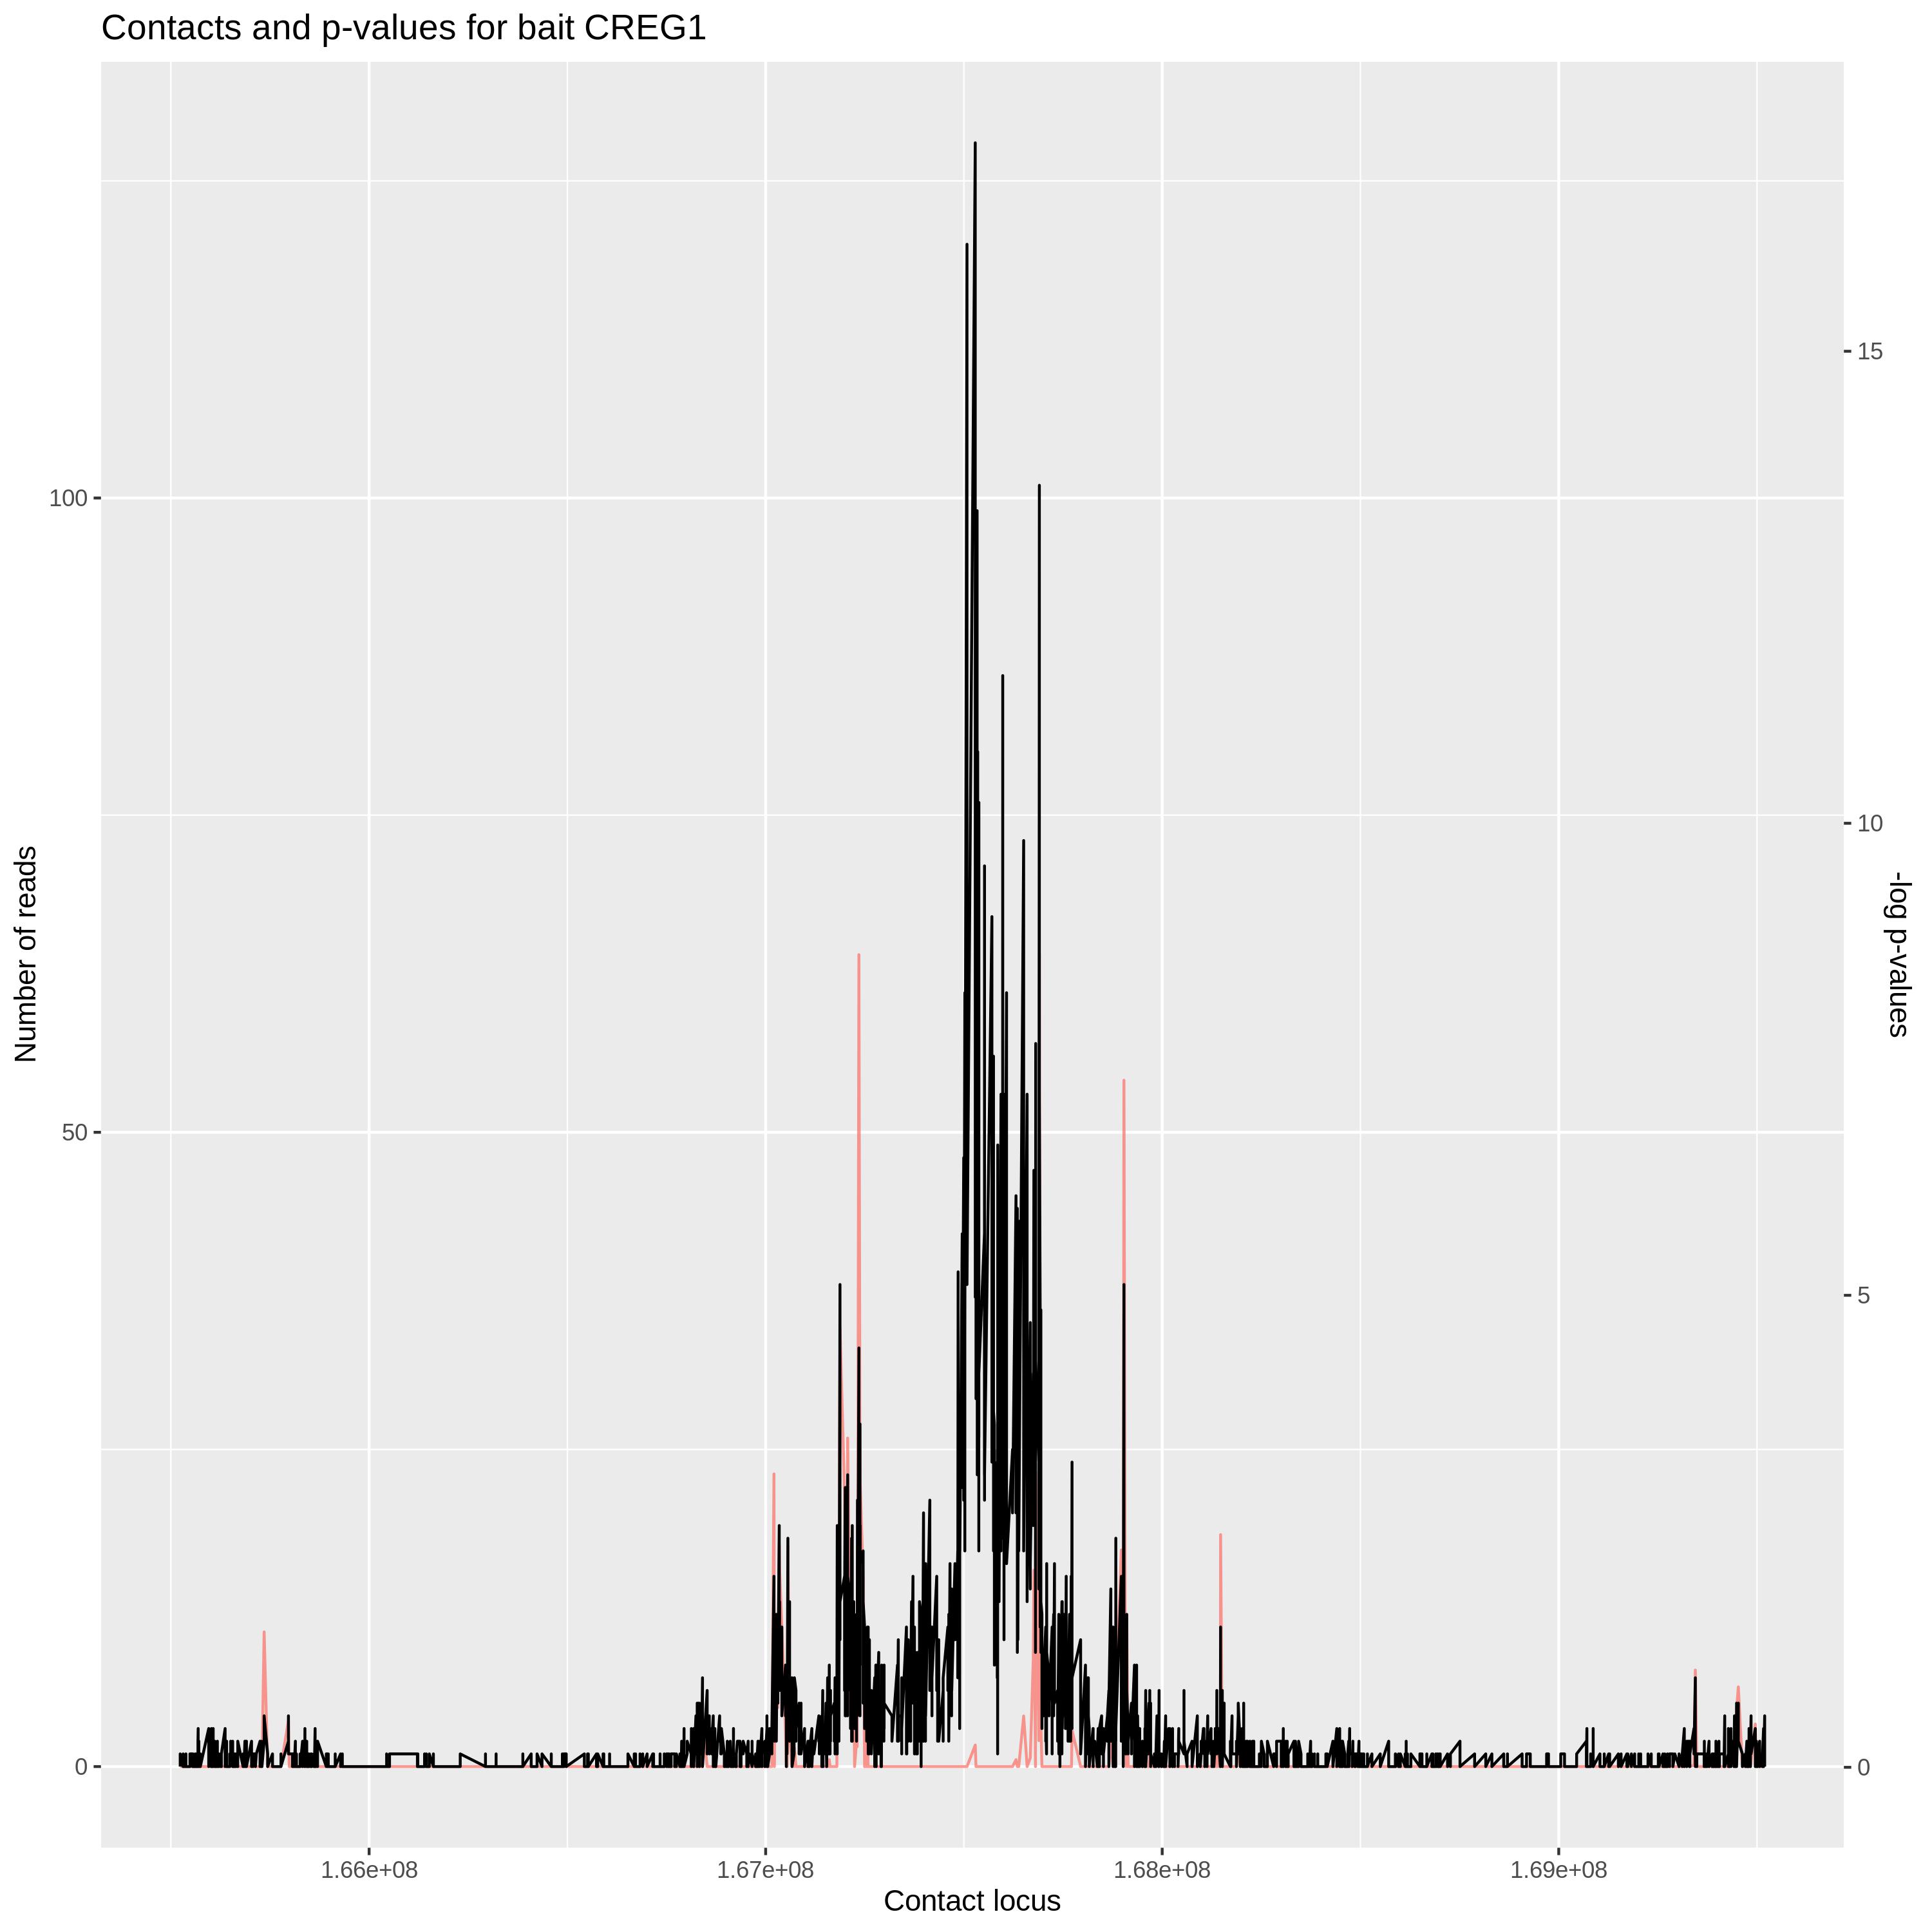 Contacts and p-values for bait CREG1
100
50
0
Number of reads
15
10
5
0
-log p-values
1.66e+08
1.67e+08
1.68e+08
1.69e+08
Contact locus